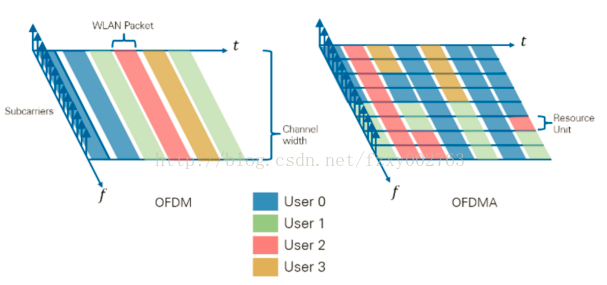 WLAN Packet
t
t
Subcarriers
Channel
width
Resource
Unit
f
f
OFDM
OFDMA
User 0
User 1
User 2
User 3